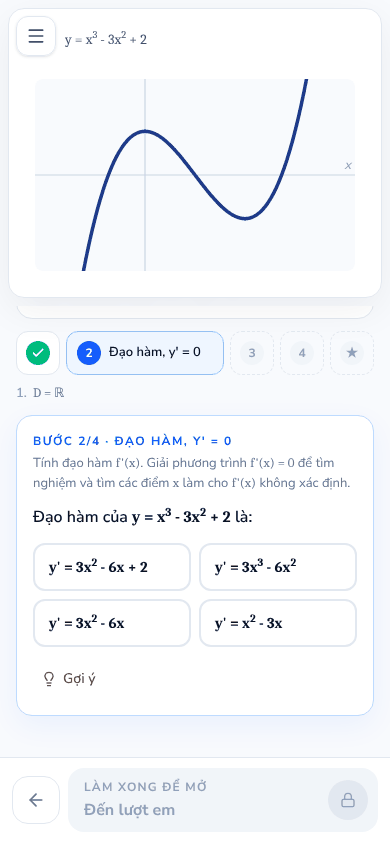 y = x³ - 3x² + 2
x
2 Đạo hàm, y' = 0 3 4
1. D = ℝ
BƯỚC 2/4 · ĐẠO HÀM, Y' = 0
Tính đạo hàm f'(x). Giải phương trình f'(x) = 0 để tìm
nghiệm và tìm các điểm x làm cho f'(x) không xác định.
Đạo hàm của y = x³ - 3x² + 2 là:
y' = 3x² - 6x + 2
y' = 3x³ - 6x²
y' = 3x² - 6x
y' = x² - 3x
Gợi ý
LÀM XONG ĐỂ MỞ
Đến lượt em